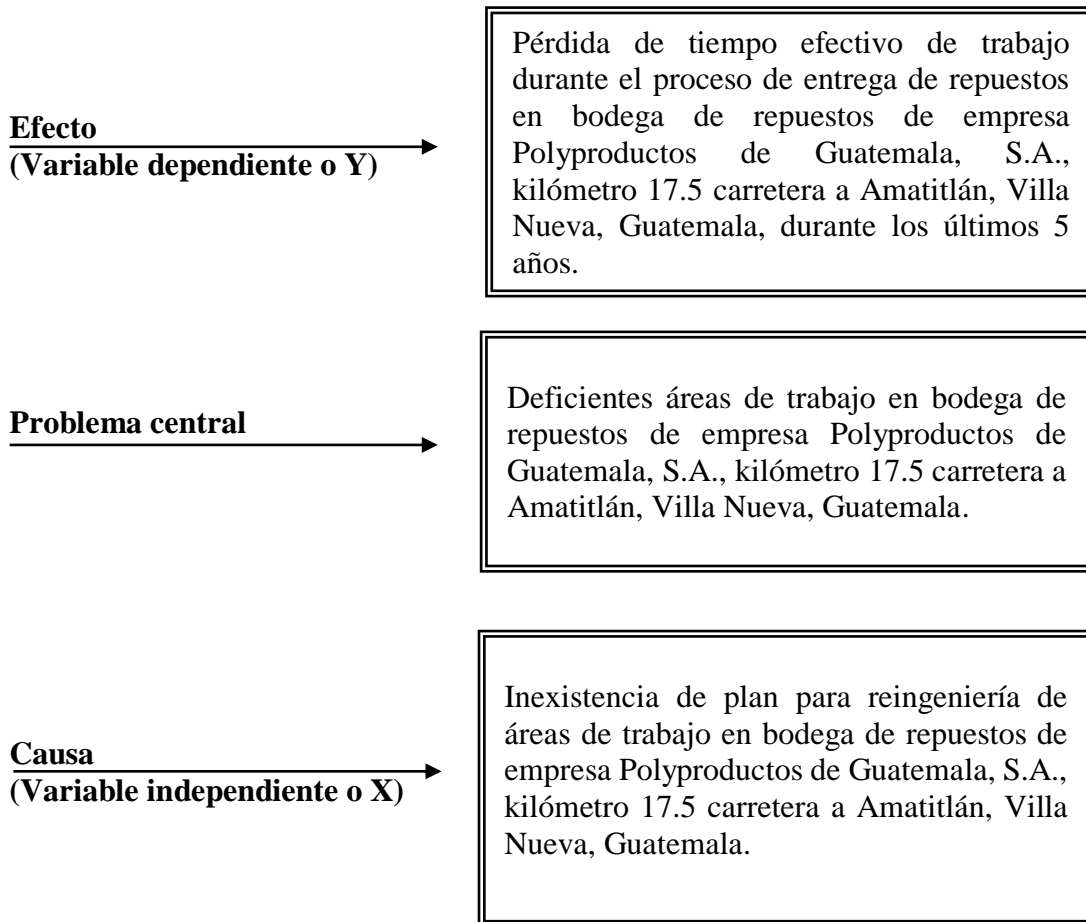 Efecto
(Variable dependiente o Y)
Pérdida de tiempo efectivo de trabajo
durante el proceso de entrega de repuestos
en bodega de repuestos de empresa
Polyproductos de Guatemala, S.A.,
kilómetro 17.5 carretera a Amatitlán, Villa
Nueva, Guatemala, durante los últimos 5
años.
Problema central
Deficientes áreas de trabajo en bodega de
repuestos de empresa Polyproductos de
Guatemala, S.A., kilómetro 17.5 carretera a
Amatitlán, Villa Nueva, Guatemala.
Causa
(Variable independiente o X)
Inexistencia de plan para reingeniería de
áreas de trabajo en bodega de repuestos de
empresa Polyproductos de Guatemala, S.A.,
kilómetro 17.5 carretera a Amatitlán, Villa
Nueva, Guatemala.